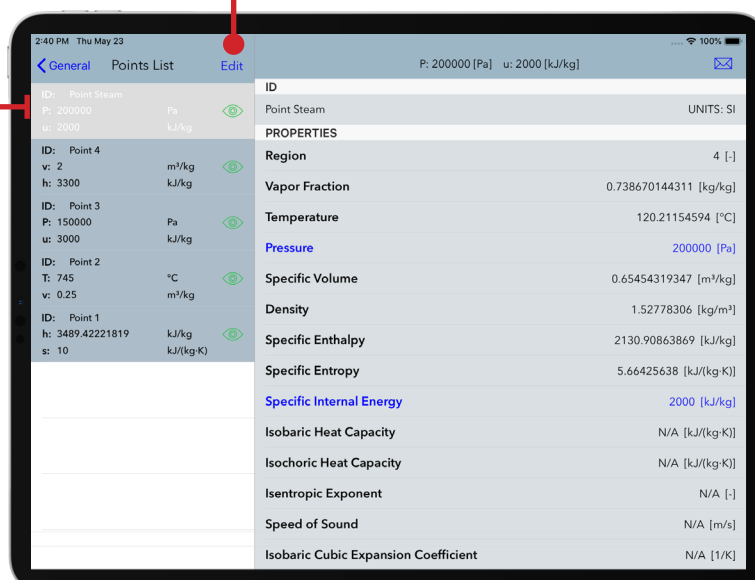 2:40 PM Thu May 23
100%
General Points List Edit
P: 200000 [Pa] u: 2000 [kJ/kg]
ID: Point Steam
P: 200000 Pa
u: 2000 kJ/kg
ID: Point 4
v: 2 m³/kg
h: 3300 kJ/kg
ID: Point 3
P: 150000 Pa
u: 3000 kJ/kg
ID: Point 2
T: 745 °C
v: 0.25 m³/kg
ID: Point 1
h: 3489.42221819 kJ/kg
s: 10 kJ/(kg·K)
ID
Point Steam UNITS: SI
PROPERTIES
Region 4 [-]
Vapor Fraction 0.738670144311 [kg/kg]
Temperature 120.21154594 [°C]
Pressure 200000 [Pa]
Specific Volume 0.65454319347 [m³/kg]
Density 1.52778306 [kg/m³]
Specific Enthalpy 2130.90863869 [kJ/kg]
Specific Entropy 5.66425638 [kJ/(kg·K)]
Specific Internal Energy 2000 [kJ/kg]
Isobaric Heat Capacity N/A [kJ/(kg·K)]
Isochoric Heat Capacity N/A [kJ/(kg·K)]
Isentropic Exponent N/A [-]
Speed of Sound N/A [m/s]
Isobaric Cubic Expansion Coefficient N/A [1/K]